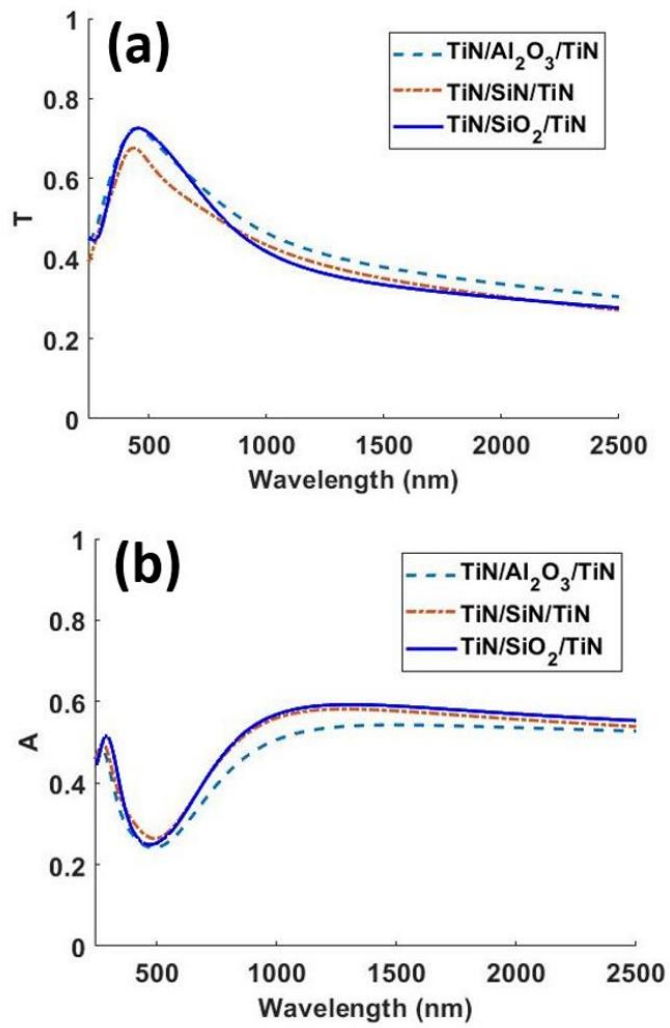 (a)
1
0.8
0.6
0.4
0.2
0
T
TiN/Al2O3/TiN
TiN/SiN/TiN
TiN/SiO2/TiN
500 1000 1500 2000 2500
Wavelength (nm)
(b)
1
0.8
0.6
0.4
0.2
0
A
TiN/Al2O3/TiN
TiN/SiN/TiN
TiN/SiO2/TiN
500 1000 1500 2000 2500
Wavelength (nm)